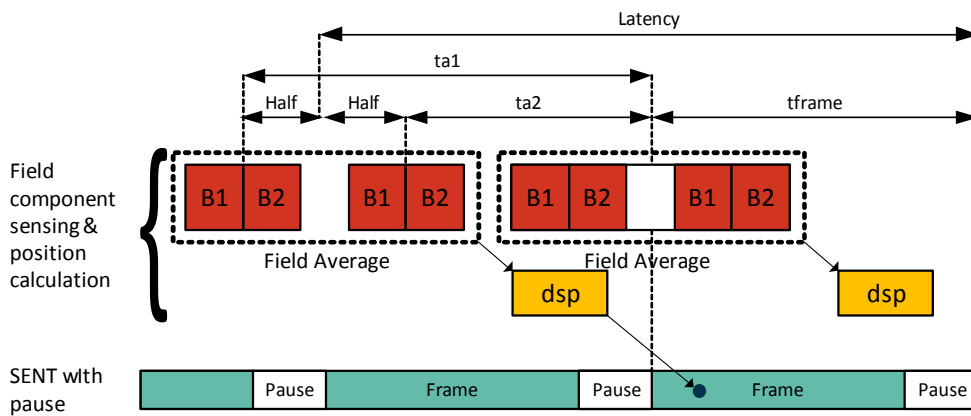 Latency
ta1
Half
Half
ta2
tframe
Field
component
sensing &
position
calculation
B1
B2
B1
B2
B1
B2
B1
B2
Field Average
Field Average
dsp
dsp
SENT wIth
pause
Pause
Frame
Pause
Frame
Pause